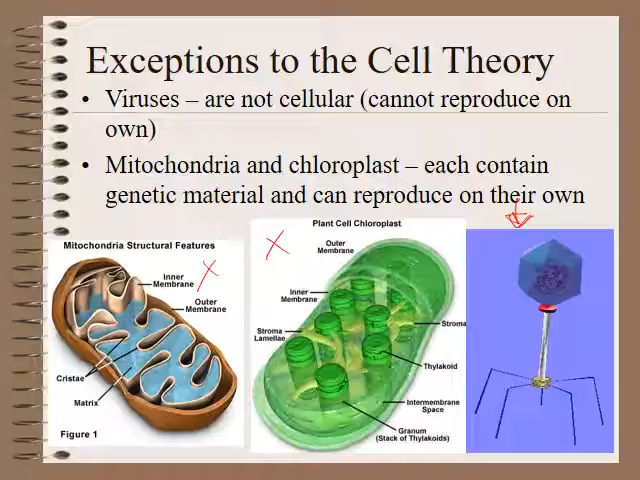 Exceptions to the Cell Theory
• Viruses – are not cellular (cannot reproduce on
own)
• Mitochondria and chloroplast – each contain
genetic material and can reproduce on their own
Mitochondria Structural Features
Inner
Membrane
Outer
Membrane
Cristae
Matrix
Figure 1
Plant Cell Chloroplast
Outer
Membrane
Inner
Membrane
Stroma
Lamellae
Stroma
Thylakoid
Intermembrane
Space
Granum
(Stack of Thylakoids)